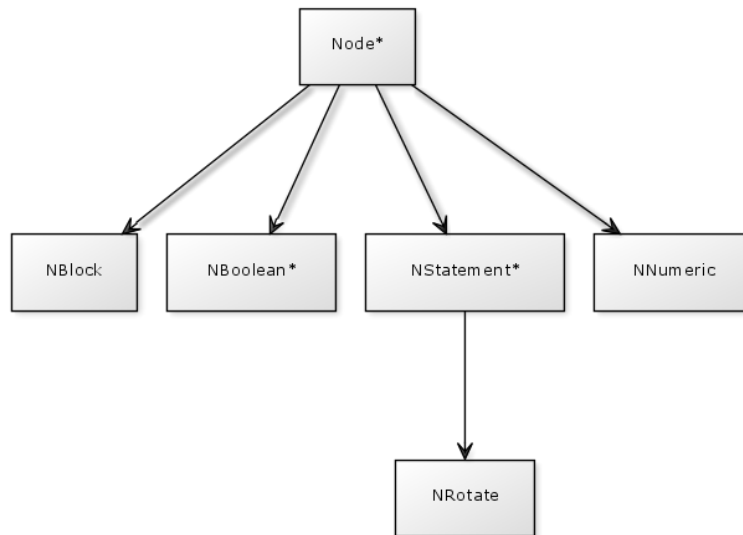 Node*
NBlock
NBoolean*
NStatement*
NNumeric
NRotate